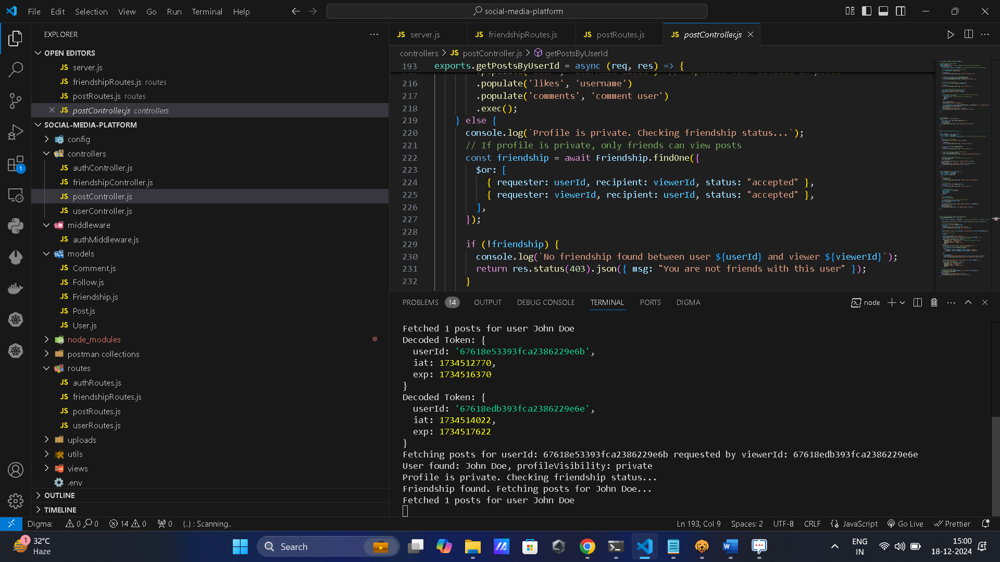 File Edit Selection View Go Run Terminal Help
social-media-platform
EXPLORER
OPEN EDITORS
JS server.js
JS friendshipRoutes.js routes
JS postRoutes.js routes
JS postController.js controllers
SOCIAL-MEDIA-PLATFORM
config
controllers
JS authController.js
JS friendshipController.js
JS postController.js
JS userController.js
middleware
JS authMiddleware.js
models
JS Comment.js
JS Follow.js
JS Friendship.js
JS Post.js
JS User.js
node_modules
postman collections
routes
JS authRoutes.js
JS friendshipRoutes.js
JS postRoutes.js
JS userRoutes.js
uploads
utils
views
.env
OUTLINE
TIMELINE
1
JS server.js JS friendshipRoutes.js JS postRoutes.js JS postController.js
controllers > JS postController.js > getPostsByUserId
193 exports.getPostsByUserId = async (req, res) => {
216 .populate('likes', 'username')
217 .populate('comments', 'comment user')
218 .exec();
219 } else {
220 console.log(`Profile is private. Checking friendship status...`);
221 // If profile is private, only friends can view posts
222 const friendship = await Friendship.findOne({
223 $or: [
224 { requester: userId, recipient: viewerId, status: "accepted" },
225 { requester: viewerId, recipient: userId, status: "accepted" },
226 ],
227 });
228
229 if (!friendship) {
230 console.log(`No friendship found between user ${userId} and viewer ${viewerId}`);
231 return res.status(403).json({ msg: "You are not friends with this user" });
232 }
PROBLEMS 14 OUTPUT DEBUG CONSOLE TERMINAL PORTS DIGMA
node
Fetched 1 posts for user John Doe
Decoded Token: {
userId: '67618e53393fca2386229e6b',
iat: 1734512770,
exp: 1734516370
}
Decoded Token: {
userId: '67618edb393fca2386229e6e',
iat: 1734514022,
exp: 1734517622
}
Fetching posts for userId: 67618e53393fca2386229e6b requested by viewerId: 67618edb393fca2386229e6e
User found: John Doe, profileVisibility: private
Profile is private. Checking friendship status...
Friendship found. Fetching posts for John Doe...
Fetched 1 posts for user John Doe
Digma: 0 0 14 0 0 {..} : Scanning..
Ln 193, Col 9 Spaces: 2 UTF-8 CRLF JavaScript Go Live Prettier
1 32°C
Haze
Search
ENG
IN
15:00
18-12-2024